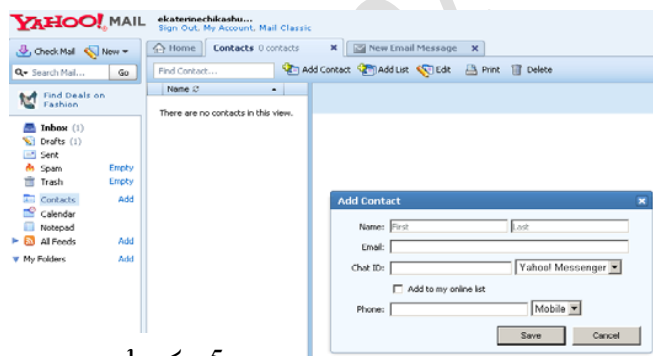 YAHOO! MAIL
ekaterinechikashu...
Sign Out, My Account, Mail Classic
Check Mail New
Home Contacts 0 contacts New Email Message
Search Mail... Go
Find Contact... Add Contact Add List Edit Print Delete
Name
Find Deals on
Fashion
There are no contacts in this view.
Inbox (1)
Drafts (1)
Sent
Spam Empty
Trash Empty
Contacts Add
Calendar
Notepad
All Feeds Add
My Folders Add
Add Contact
Name: First Last
Email:
Chat ID: Yahoo! Messenger
Add to my online list
Phone: Mobile
Save Cancel